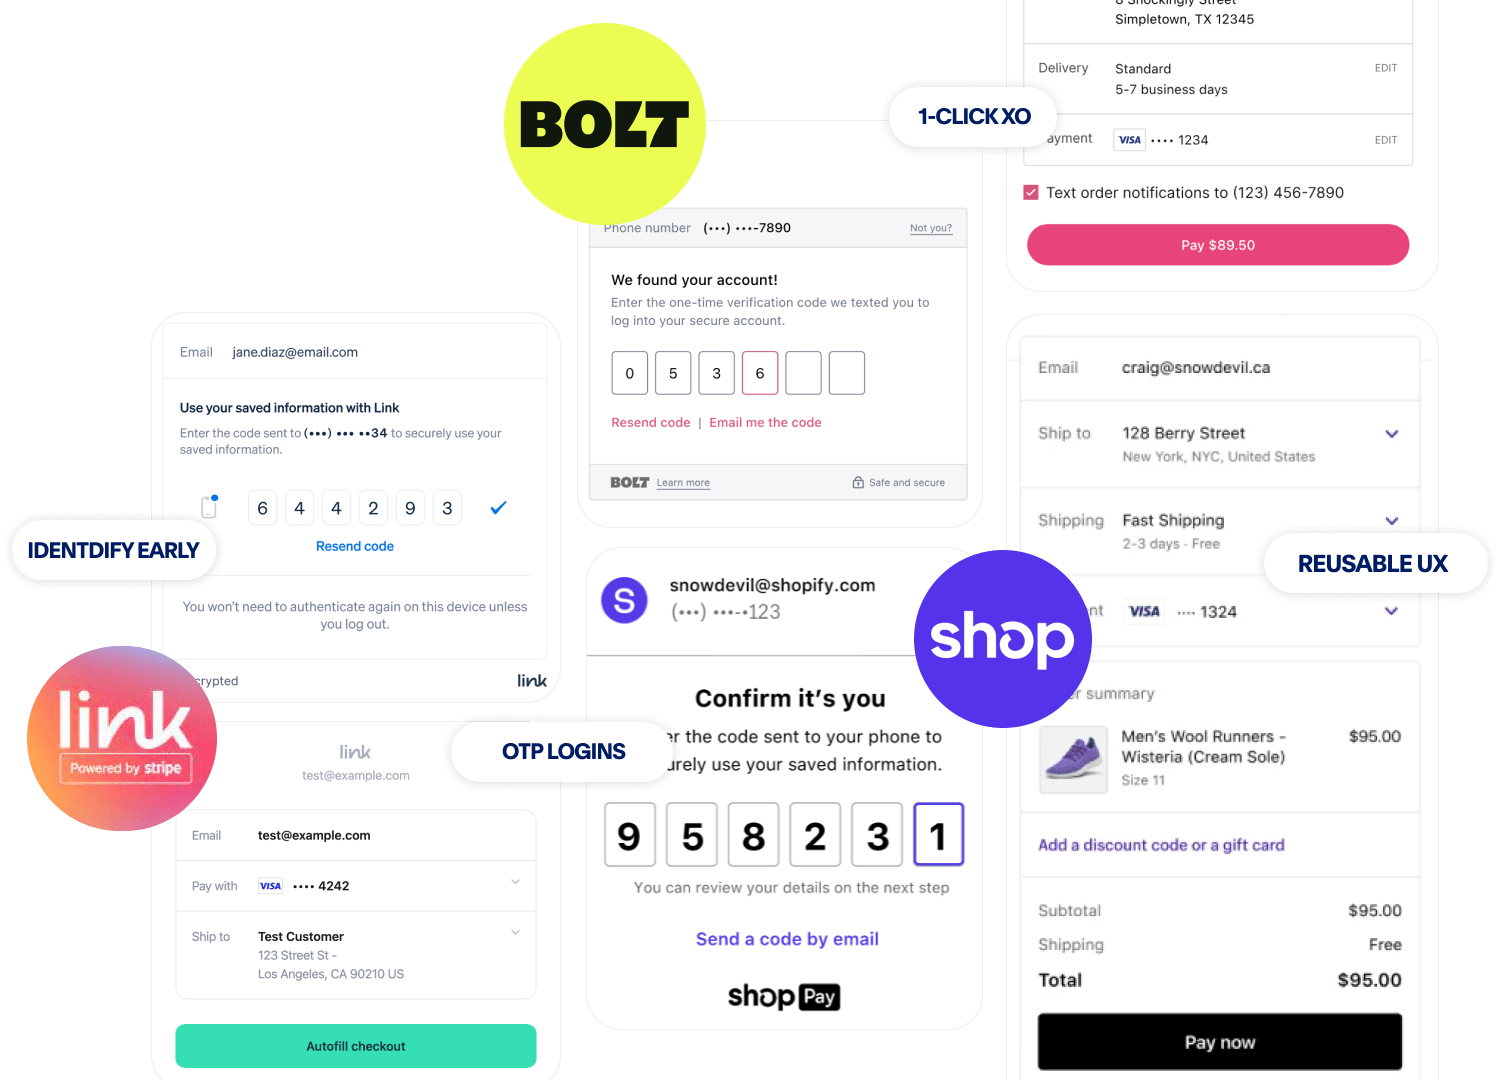 BOLT
1-CLICK XO
Simpletown, TX 12345
Delivery
Standard
5-7 business days
EDIT
ayment
VISA •••• 1234
EDIT
Text order notifications to (123) 456-7890
Pay $89.50
Phone number (•••) •••-7890
Not you?
We found your account!
Enter the one-time verification code we texted you to
log into your secure account.
0 5 3 6
Resend code | Email me the code
BOLT Learn more
Safe and secure
Email jane.diaz@email.com
Use your saved information with Link
Enter the code sent to (•••) ••• ••34 to securely use your
saved information.
6 4 4 2 9 3
Resend code
IDENTDIFY EARLY
You won't need to authenticate again on this device unless
you log out.
crypted
link
link
Powered by stripe
link
test@example.com
Email test@example.com
Pay with VISA •••• 4242
Ship to Test Customer
123 Street St -
Los Angeles, CA 90210 US
Autofill checkout
OTP LOGINS
S
snowdevil@shopify.com
(•••) •••-•123
shop
Confirm it's you
er the code sent to your phone to
urely use your saved information.
9 5 8 2 3 1
You can review your details on the next step
Send a code by email
shop Pay
Email craig@snowdevil.ca
Ship to 128 Berry Street
New York, NYC, United States
Shipping Fast Shipping
2-3 days · Free
REUSABLE UX
nt VISA •••• 1324
er summary
Men's Wool Runners -
Wisteria (Cream Sole)
Size 11
$95.00
Add a discount code or a gift card
Subtotal $95.00
Shipping Free
Total $95.00
Pay now